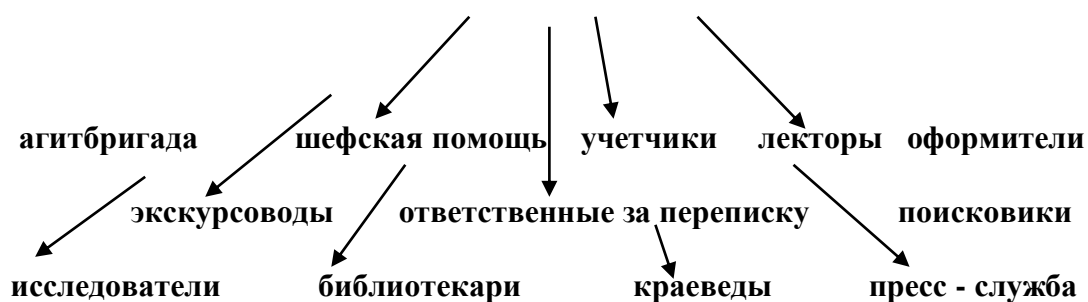 агитбригада шефская помощь учетчики лекторы оформители
экскурсоводы ответственные за переписку поисковики
исследователи библиотекари краеведы пресс - служба